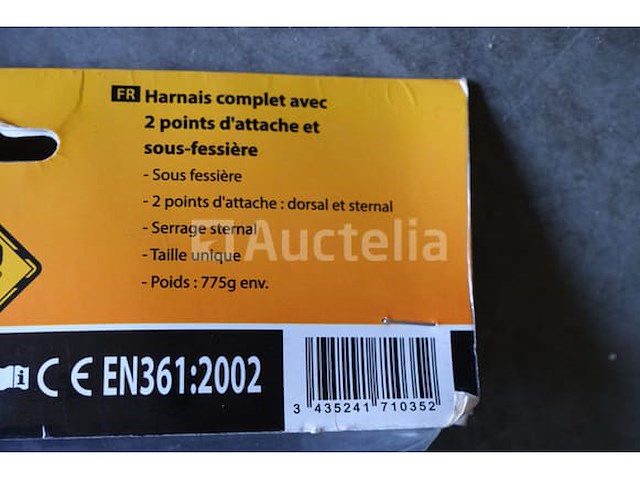 FR Harnais complet avec
2 points d'attache et
sous-fessière
- Sous fessière
- 2 points d'attache : dorsal et sternal
- Serrage sternal
- Taille unique
- Poids : 775g env.
Auctelia
CE EN361:2002
3 435241 710352